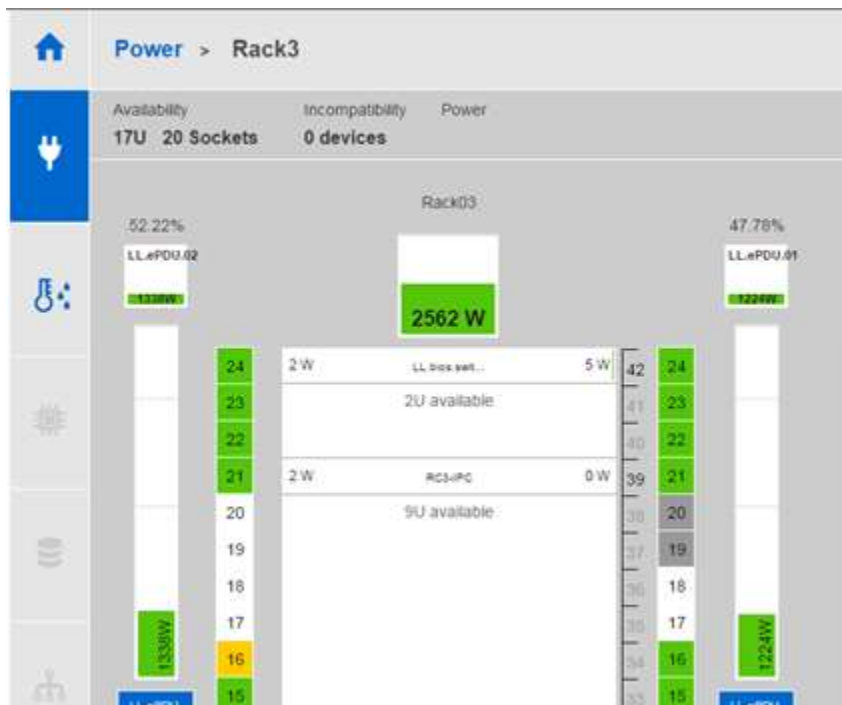 Power > Rack3
Availability Incompatibility Power
17U 20 Sockets 0 devices
Rack03
52.22% 47.78%
LL.ePDU.02 LL.ePDU.01
1338W 1224W
2562 W
24 2 W LL bios swit... 5 W 42 24
23 2U available 41 23
22 40 22
21 2 W RC3-IPC 0 W 39 21
20 9U available 38 20
19 37 19
18 36 18
17 35 17
1338W 1224W
16 34 16
15 33 15